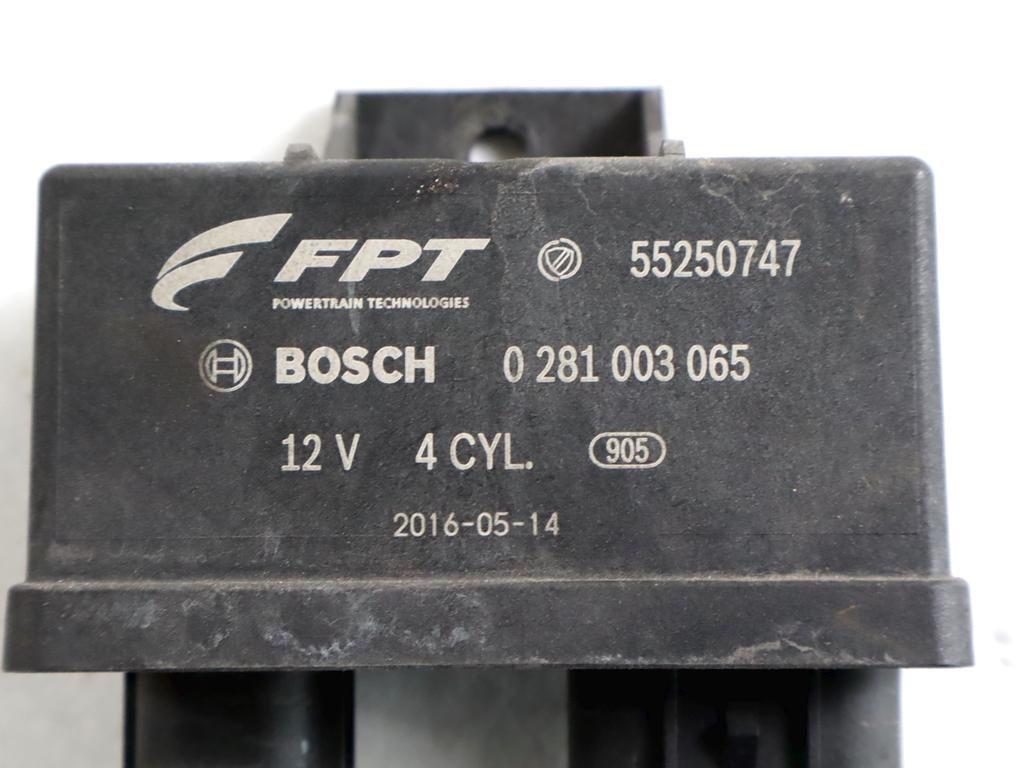 FPT 55250747
POWERTRAIN TECHNOLOGIES
BOSCH 0 281 003 065
12 V 4 CYL. 905
2016-05-14